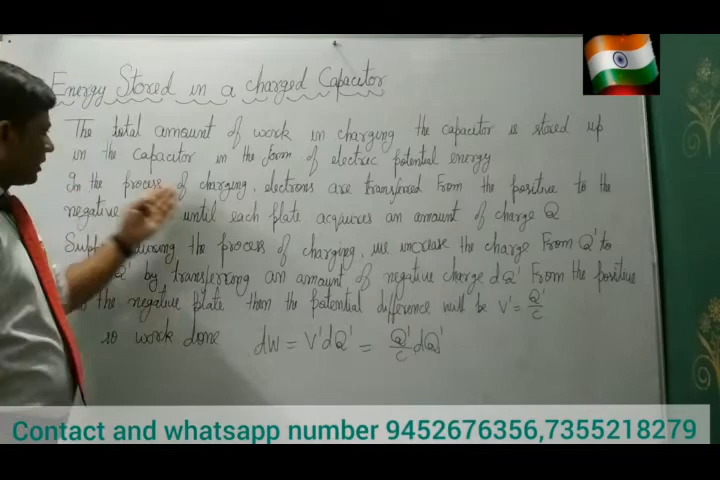 Energy Stored in a charged Capacitor
The total amount of work in charging the capacitor is stored up
in the capacitor in the form of electric potential energy
In the process of charging, electrones are transferred From the positive to the
negative until each plate acquires an amount of charge Q
during the process of charging, we increase the charge From Q' to
Q' by transferring an amount of negative charge dQ' From the positive
the negative plate then the potential difference will be V' = Q'/C
so work done dW = V'dQ' = Q'/C dQ'
Contact and whatsapp number 9452676356,7355218279